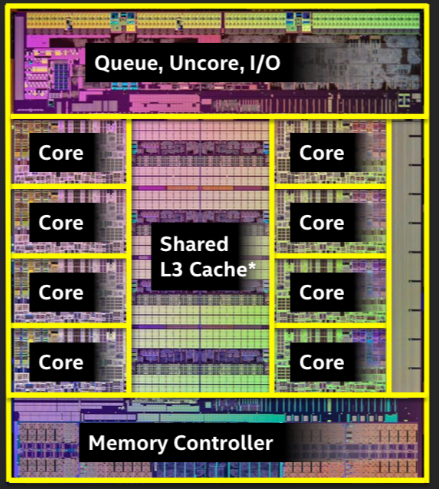 Queue, Uncore, I/O
Core
Core
Core
Core
Shared
L3 Cache*
Core
Core
Core
Core
Memory Controller